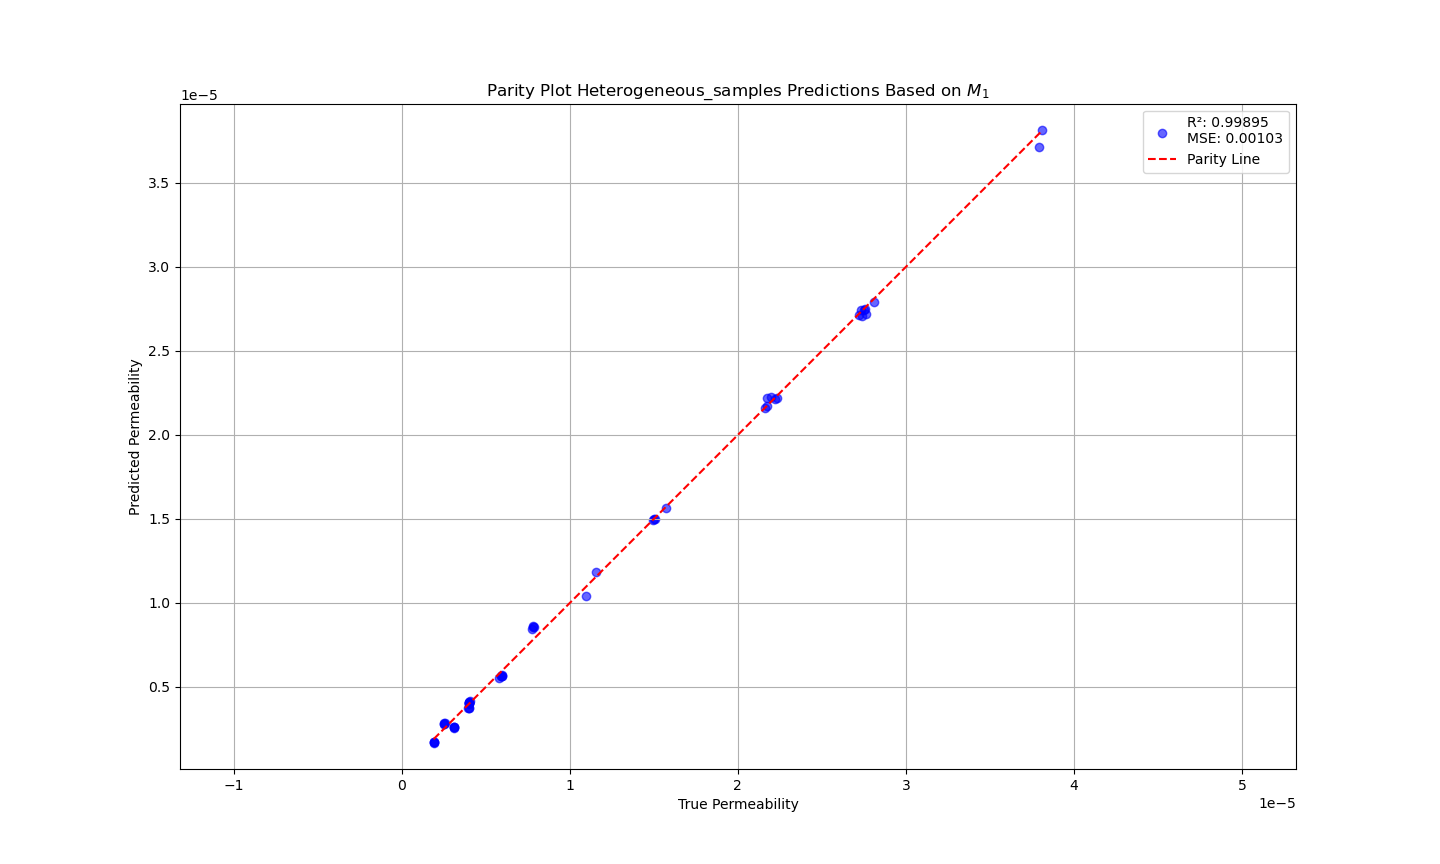 Parity Plot Heterogeneous_samples Predictions Based on $M_1$
1e−5
R²: 0.99895
MSE: 0.00103
Parity Line
3.5
3.0
2.5
2.0
1.5
1.0
0.5
Predicted Permeability
−1
0
1
2
3
4
5
True Permeability
1e−5